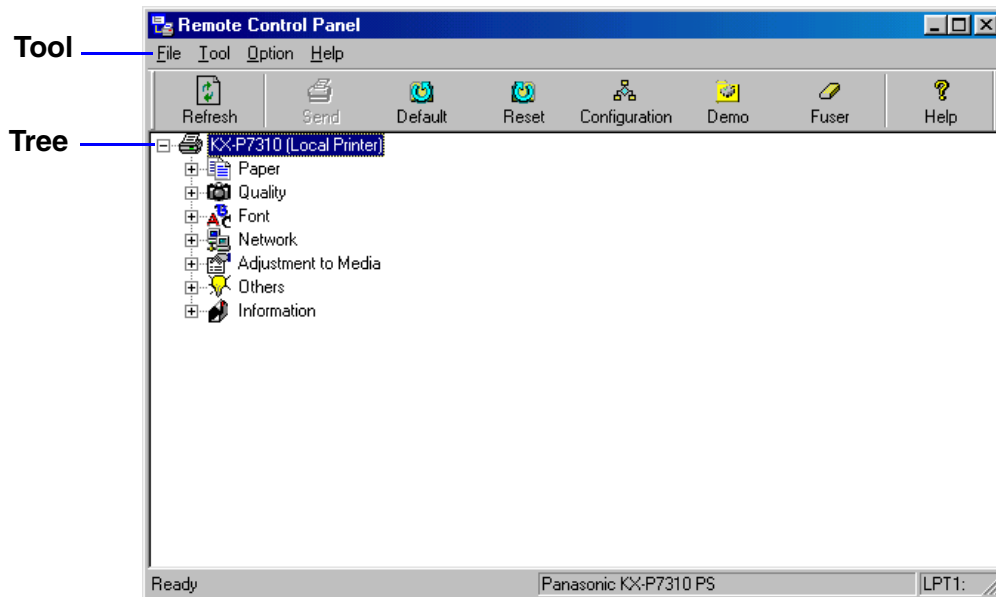 Remote Control Panel
Tool
File Tool Option Help
Refresh Send Default Reset Configuration Demo Fuser Help
Tree
KX-P7310 (Local Printer)
Paper
Quality
Font
Network
Adjustment to Media
Others
Information
Ready Panasonic KX-P7310 PS LPT1: